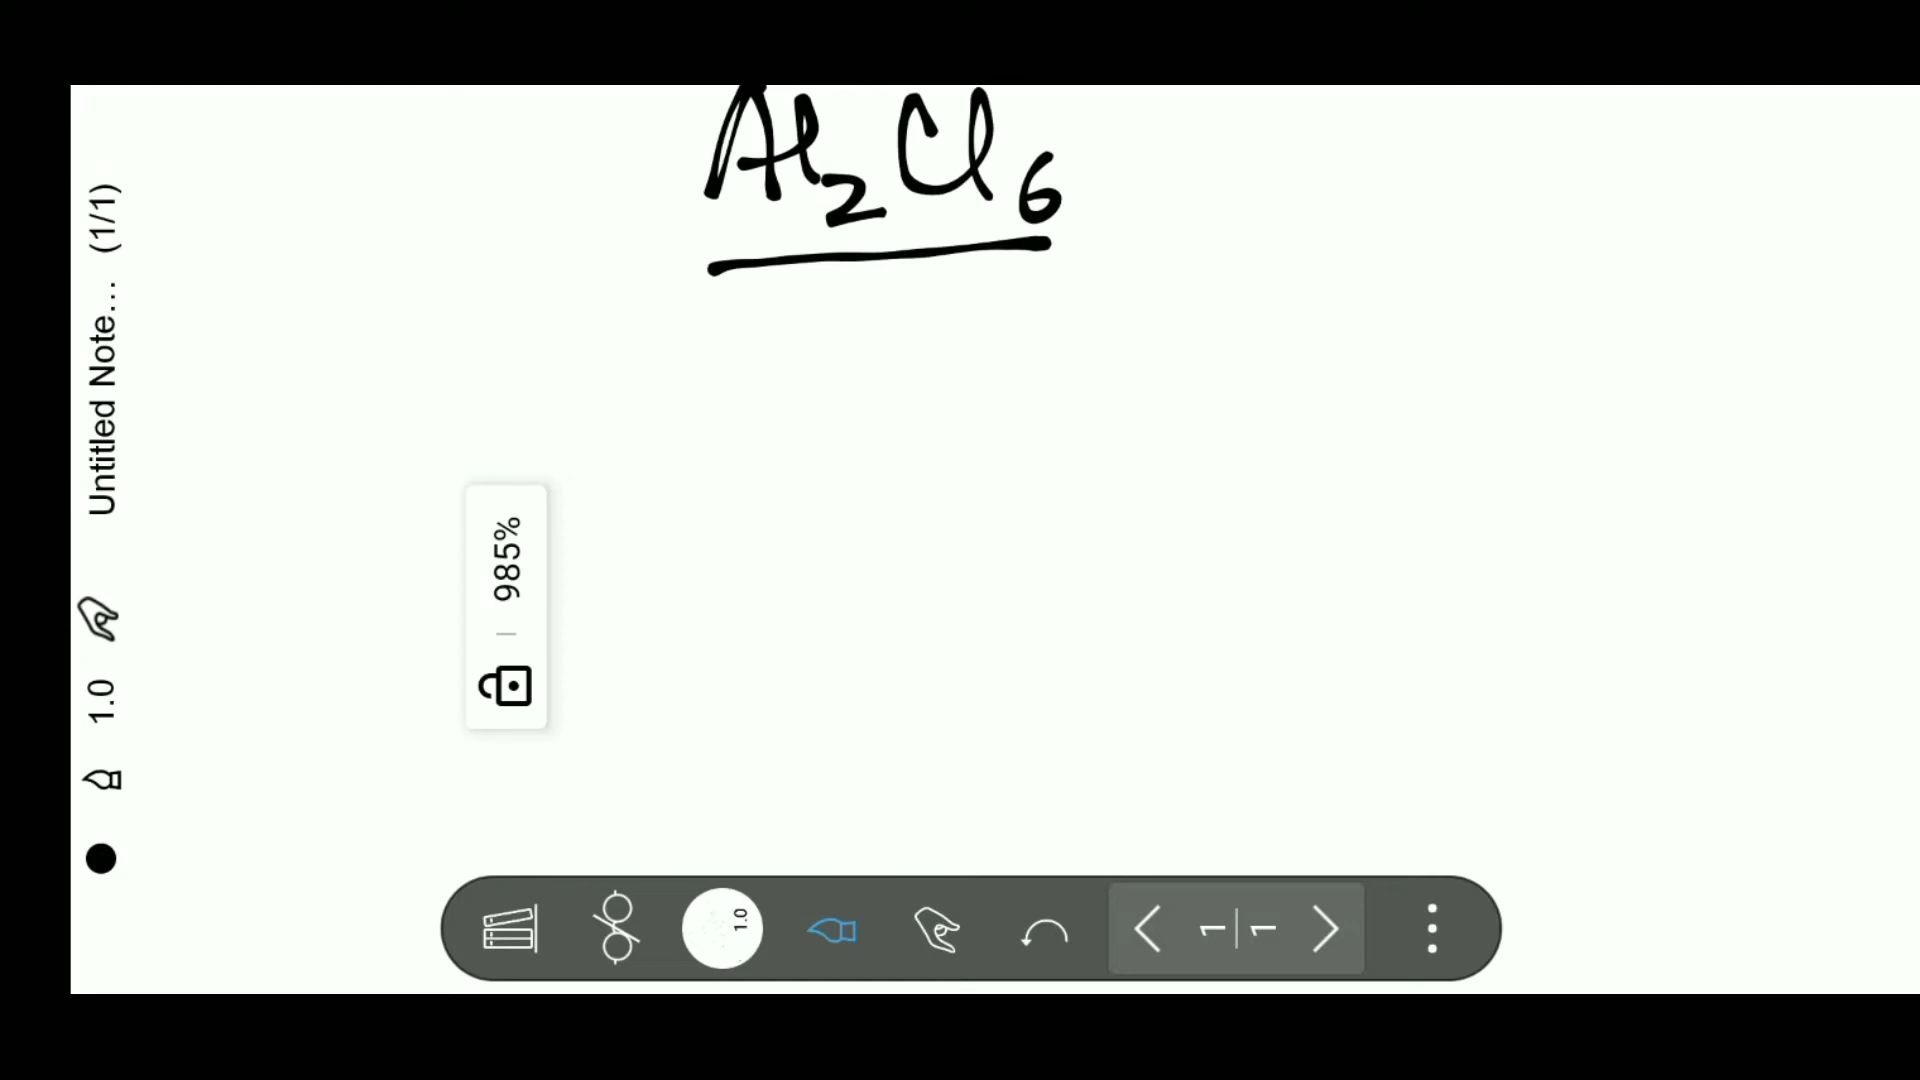 Al₂Cl₆
Untitled Note... (1/1)
985%
1.0
1.0
1 | 1